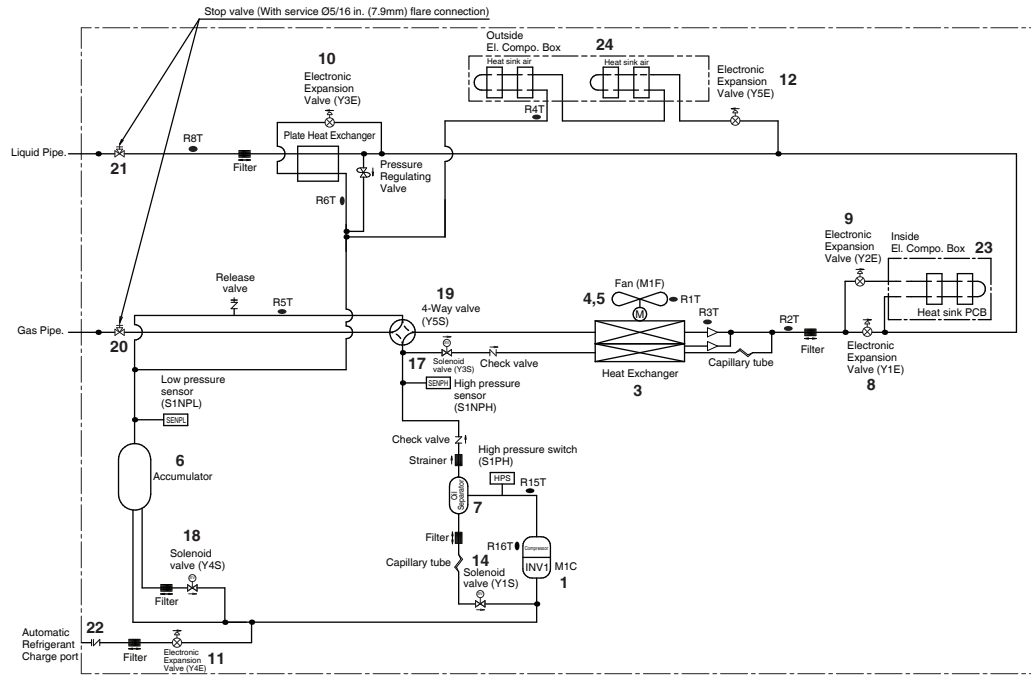 Stop valve (With service Ø5/16 in. (7.9mm) flare connection)
10
Electronic
Expansion
Valve (Y3E)
Outside
El. Compo. Box
24
Heat sink air
Heat sink air
Electronic
Expansion
Valve (Y5E)
12
R4T
Plate Heat Exchanger
Liquid Pipe.
R8T
21
Filter
Pressure
Regulating
Valve
R6T
9
Electronic
Expansion
Valve (Y2E)
Inside
El. Compo. Box
23
Heat sink PCB
Release
valve
R5T
19
4-Way valve
(Y5S)
4,5
Fan (M1F)
M
R1T
R3T
R2T
Gas Pipe.
20
17
Solenoid
valve (Y3S)
Check valve
Heat Exchanger
3
Capillary tube
Filter
Electronic
Expansion
Valve (Y1E)
8
Low pressure
sensor
(S1NPL)
SENPL
SENPH
High pressure
sensor
(S1NPH)
Check valve
Strainer
High pressure switch
(S1PH)
HPS
6
Accumulator
Oil
Separator
7
R15T
Filter
R16T
Compressor
INV1
M1C
1
18
Solenoid
valve (Y4S)
Filter
Capillary tube
14
Solenoid
valve (Y1S)
Automatic
Refrigerant
Charge port
22
Filter
Electronic
Expansion
Valve (Y4E)
11